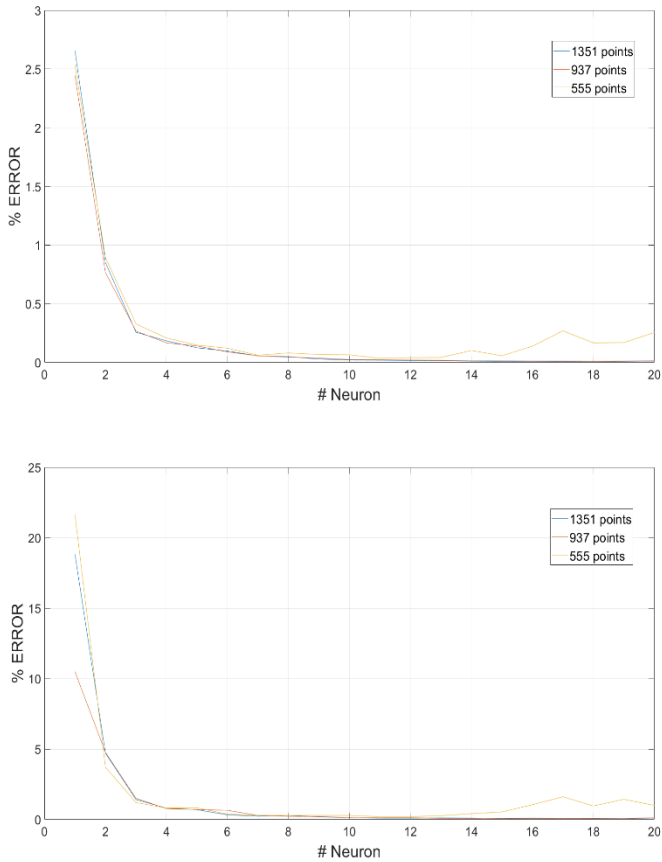 3
2.5
2
1.5
1
0.5
0
% ERROR
1351 points
937 points
555 points
0 2 4 6 8 10 12 14 16 18 20
# Neuron
25
20
15
10
5
0
% ERROR
1351 points
937 points
555 points
0 2 4 6 8 10 12 14 16 18 20
# Neuron